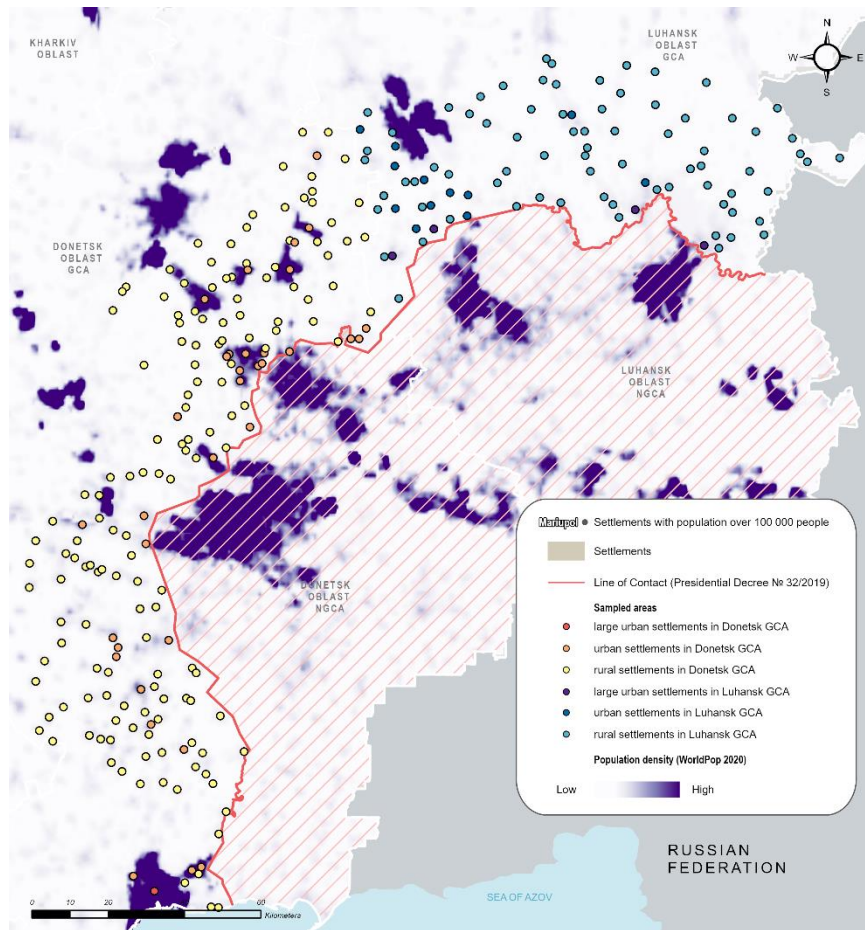 KHARKIV
OBLAST
LUHANSK
OBLAST
GCA
N
W E
S
DONETSK
OBLAST
GCA
LUHANSK
OBLAST
NGCA
DONETSK
OBLAST
NGCA
Mariupol Settlements with population over 100 000 people
Settlements
Line of Contact (Presidential Decree № 32/2019)
Sampled areas
large urban settlements in Donetsk GCA
urban settlements in Donetsk GCA
rural settlements in Donetsk GCA
large urban settlements in Luhansk GCA
urban settlements in Luhansk GCA
rural settlements in Luhansk GCA
Population density (WorldPop 2020)
Low High
RUSSIAN
FEDERATION
SEA OF AZOV
0 10 20 40 60
Kilometers